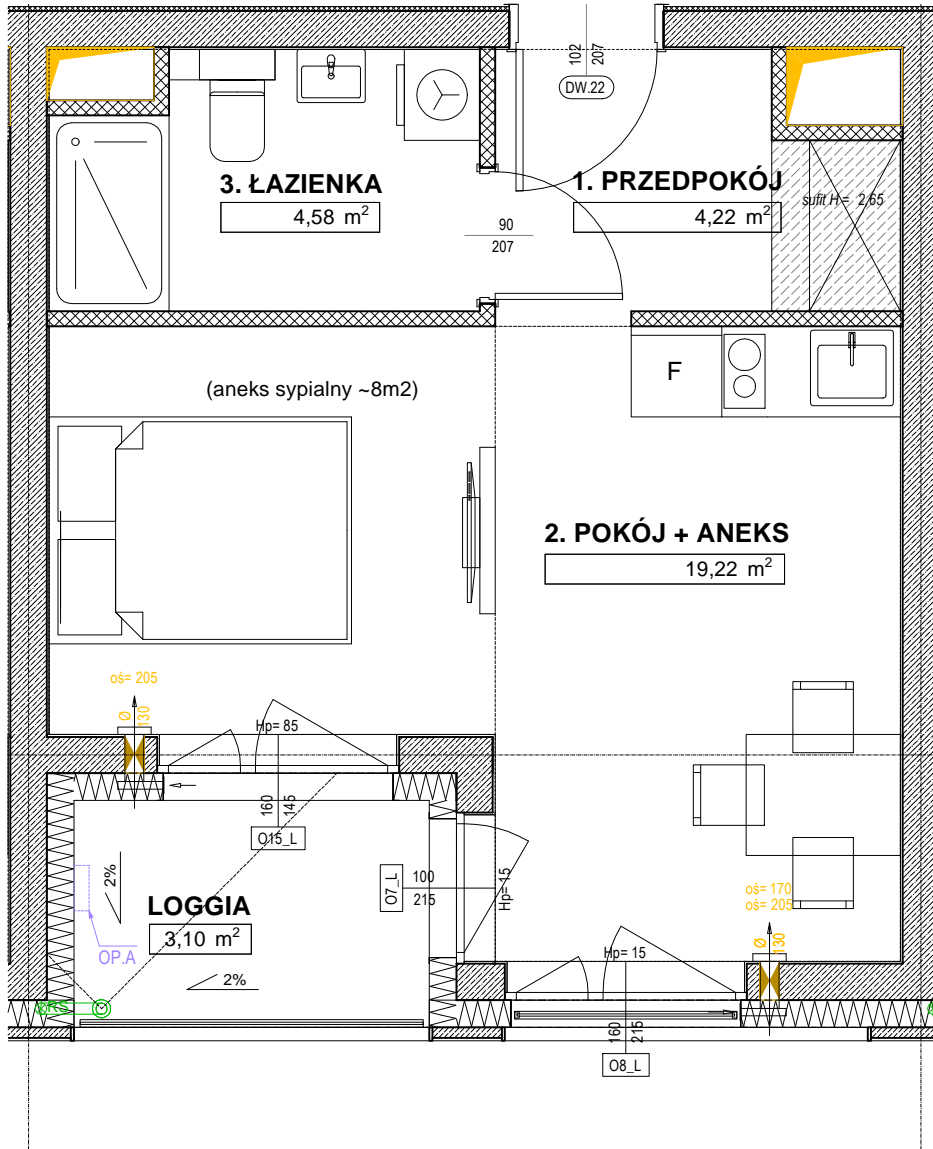 102
207
DW.22
3. ŁAZIENKA
4,58 m²
1. PRZEDPOKÓJ
4,22 m²
sufit H= 2,65
90
207
(aneks sypialny ~8m2)
F
2. POKÓJ + ANEKS
19,22 m²
oś= 205
Ø
130
Hp= 85
160
145
O15_L
O7_L
100
215
Hp= 15
2%
LOGGIA
3,10 m²
OP.A
2%
RS
oś= 170
oś= 205
Ø
130
Hp= 15
160
215
O8_L